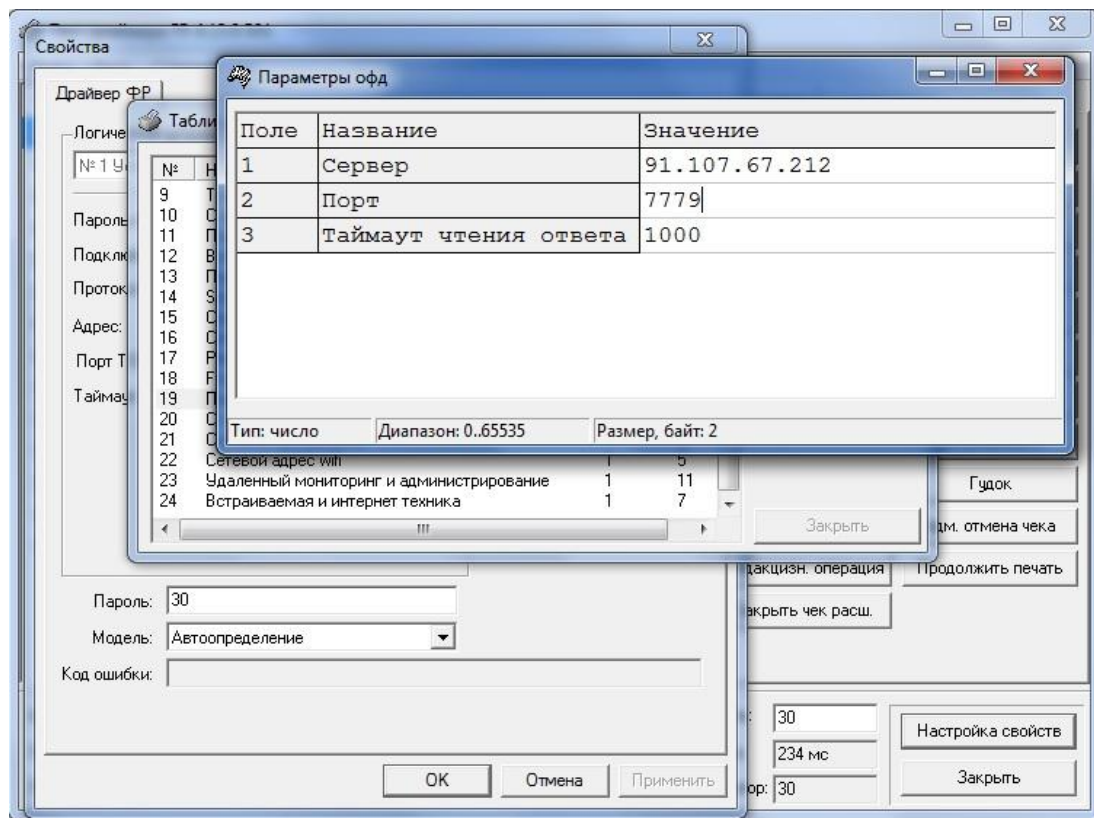 Свойства
Параметры офд
Драйвер ФР
Табли
Логиче
Поле Название Значение
1 Сервер 91.107.67.212
2 Порт 7779
3 Таймаут чтения ответа 1000
Тип: число Диапазон: 0..65535 Размер, байт: 2
№ 1
Пароль
Подклю
Проток
Адрес:
Порт Т
Таймау
№ Н
9 Т
10 С
11 П
12 В
13 П
14 S
15 С
16 С
17 Р
18 F
19 П
20 С
21 С
22 Сетевой адрес wifi 1 5
23 Удаленный мониторинг и администрирование 1 11
24 Встраиваемая и интернет техника 1 7
Закрыть
Гудок
дм. отмена чека
дакцизн. операция
Продолжить печать
акрыть чек расш.
Пароль: 30
Модель: Автоопределение
Код ошибки:
30
234 мс
ор: 30
Настройка свойств
Закрыть
OK
Отмена
Применить